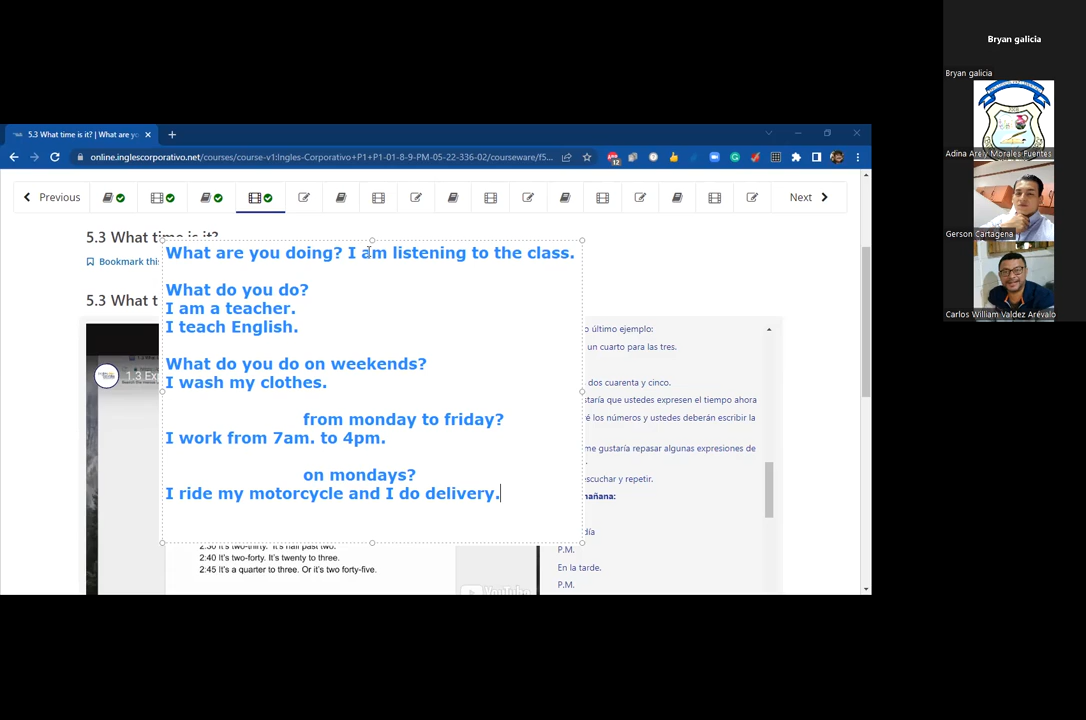 Bryan galicia
Bryan galicia
Adina Arely Morales Fuentes
Gerson Cartagena
Carlos William Valdez Arévalo
5.3 What time is it? | What are yo
online.inglescorporativo.net/courses/course-v1:Ingles-Corporativo+P1+P1-01-8-9-PM-05-22-336-02/courseware/f5...
12
Previous
Next
5.3 What time is it?
Bookmark this
5.3 What t
What are you doing? I am listening to the class.
What do you do?
I am a teacher.
I teach English.
What do you do on weekends?
I wash my clothes.
from monday to friday?
I work from 7am. to 4pm.
on mondays?
I ride my motorcycle and I do delivery.
1.3 Ex
o último ejemplo:
un cuarto para las tres.
dos cuarenta y cinco.
staría que ustedes expresen el tiempo ahora
é los números y ustedes deberán escribir la
me gustaría repasar algunas expresiones de
escuchar y repetir.
ñana:
día
P.M.
En la tarde.
P.M.
2:30 It's two-thirty. It's half past two.
2:40 It's two-forty. It's twenty to three.
2:45 It's a quarter to three. Or it's two forty-five.
YouTube